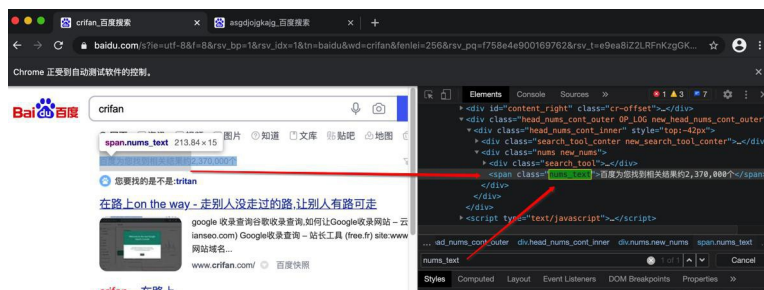 crifan_百度搜索 × asgdjojgkajg_百度搜索 × +
baidu.com/s?ie=utf-8&f=8&rsv_bp=1&rsv_idx=1&tn=baidu&wd=crifan&fenlei=256&rsv_pq=f758e4e900169762&rsv_t=e9ea8iZ2LRFnKzgGK...
Chrome 正受到自动测试软件的控制。 ×
Bai du 百度
crifan
图片 知道 文库 贴吧 地图
span.nums_text 213.84 × 15
百度为您找到相关结果约2,370,000个
您要找的是不是:tritan
在路上on the way - 走别人没走过的路,让别人有路可走
google 收录查询谷歌收录查询,如何让Google收录网站 – 云
ianseo.com) Google收录查询 – 站长工具 (free.fr) site:www
网站域名...
www.crifan.com/ 百度快照
crifan 在路上
Elements Console Sources » 1 3 7
<div id="content_right" class="cr-offset">…</div>
<div class="head_nums_cont_outer OP_LOG new_head_nums_cont_outer"
<div class="head_nums_cont_inner" style="top:-42px">
<div class="search_tool_conter new_search_tool_conter">…</div>
<div class="nums new_nums">
<div class="search_tool">…</div>
<span class="nums_text">百度为您找到相关结果约2,370,000个</span>
</div>
</div>
</div>
<script type="text/javascript">…</script>
... ad_nums_cont_outer div.head_nums_cont_inner div.nums.new_nums span.nums_text
nums_text 1 of 1 Cancel
Styles Computed Layout Event Listeners DOM Breakpoints Properties »